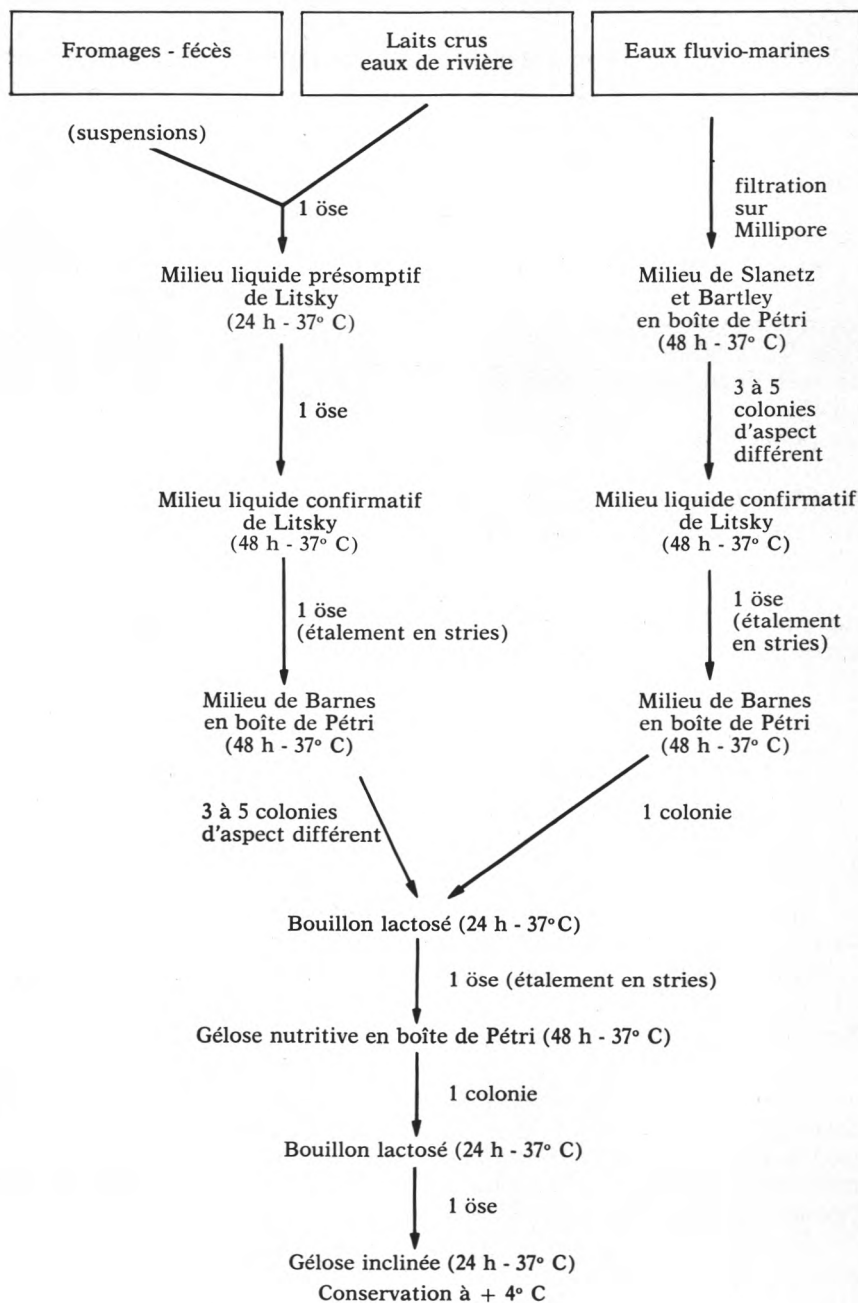 Fromages - fécès
Laits crus
eaux de rivière
Eaux fluvio-marines
(suspensions)
1 öse
filtration
sur
Millipore
Milieu liquide présomptif
de Litsky
(24 h - 37° C)
Milieu de Slanetz
et Bartley
en boîte de Pétri
(48 h - 37° C)
1 öse
3 à 5
colonies
d'aspect
différent
Milieu liquide confirmatif
de Litsky
(48 h - 37° C)
Milieu liquide confirmatif
de Litsky
(48 h - 37° C)
1 öse
(étalement en stries)
1 öse
(étalement
en stries)
Milieu de Barnes
en boîte de Pétri
(48 h - 37° C)
Milieu de Barnes
en boîte de Pétri
(48 h - 37° C)
3 à 5 colonies
d'aspect différent
1 colonie
Bouillon lactosé (24 h - 37°C)
1 öse (étalement en stries)
Gélose nutritive en boîte de Pétri (48 h - 37° C)
1 colonie
Bouillon lactosé (24 h - 37° C)
1 öse
Gélose inclinée (24 h - 37° C)
Conservation à + 4° C